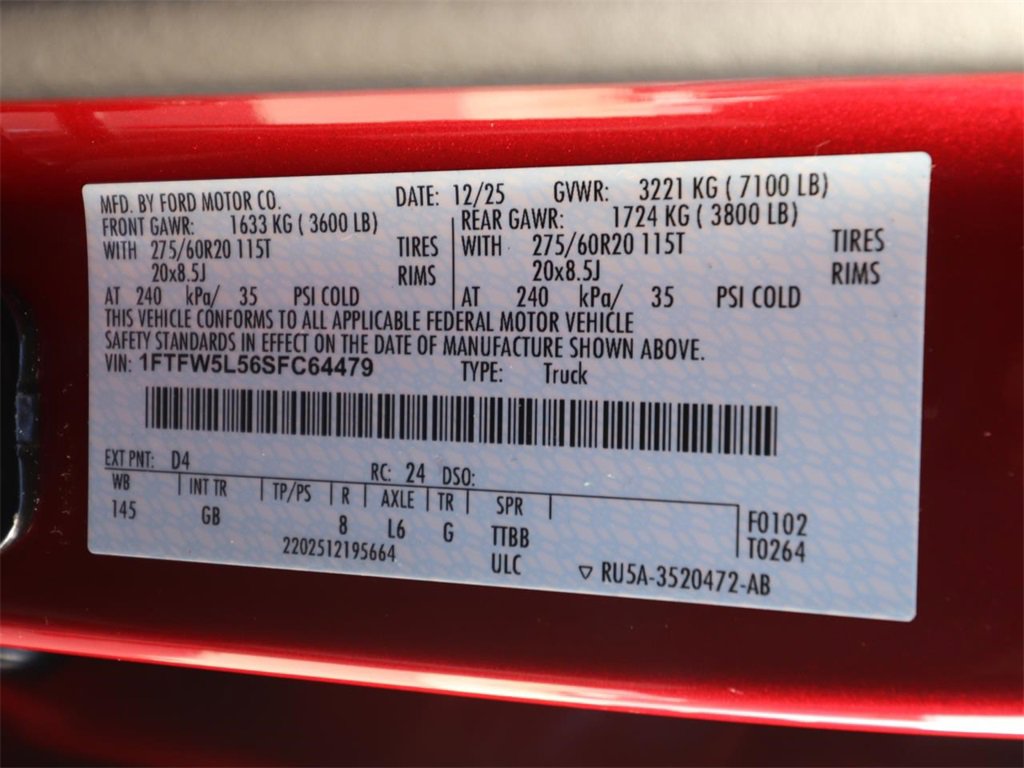 MFD. BY FORD MOTOR CO. DATE: 12/25 GVWR: 3221 KG ( 7100 LB)
FRONT GAWR: 1633 KG ( 3600 LB) REAR GAWR: 1724 KG ( 3800 LB)
WITH 275/60R20 115T TIRES WITH 275/60R20 115T TIRES
20x8.5J RIMS 20x8.5J RIMS
AT 240 kPa/ 35 PSI COLD AT 240 kPa/ 35 PSI COLD
THIS VEHICLE CONFORMS TO ALL APPLICABLE FEDERAL MOTOR VEHICLE
SAFETY STANDARDS IN EFFECT ON THE DATE OF MANUFACTURE SHOWN ABOVE.
VIN: 1FTFW5L56SFC64479 TYPE: Truck
EXT PNT: D4 RC: 24 DSO:
WB INT TR TP/PS R AXLE TR SPR
145 GB 8 L6 G TTBB F0102
2202512195664 ULC T0264
RU5A-3520472-AB